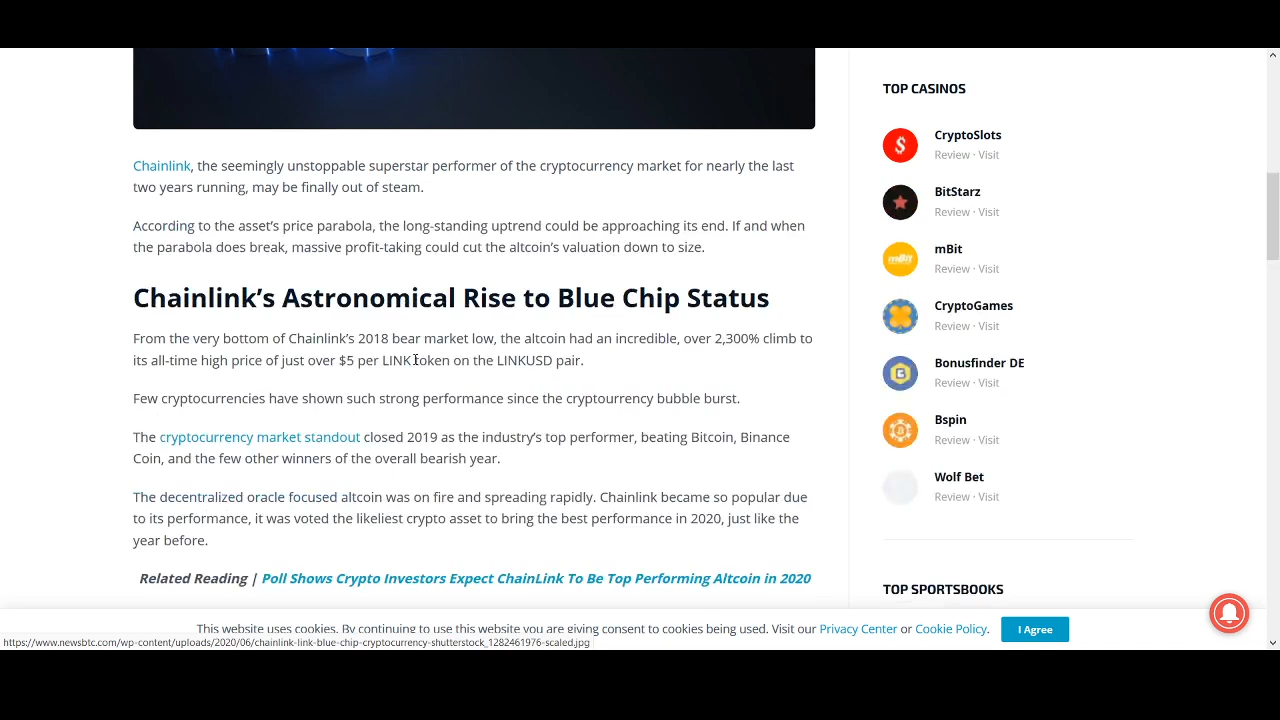 Chainlink, the seemingly unstoppable superstar performer of the cryptocurrency market for nearly the last
two years running, may be finally out of steam.
According to the asset’s price parabola, the long-standing uptrend could be approaching its end. If and when
the parabola does break, massive profit-taking could cut the altcoin’s valuation down to size.
Chainlink’s Astronomical Rise to Blue Chip Status
From the very bottom of Chainlink’s 2018 bear market low, the altcoin had an incredible, over 2,300% climb to
its all-time high price of just over $5 per LINK token on the LINKUSD pair.
Few cryptocurrencies have shown such strong performance since the cryptourrency bubble burst.
The cryptocurrency market standout closed 2019 as the industry’s top performer, beating Bitcoin, Binance
Coin, and the few other winners of the overall bearish year.
The decentralized oracle focused altcoin was on fire and spreading rapidly. Chainlink became so popular due
to its performance, it was voted the likeliest crypto asset to bring the best performance in 2020, just like the
year before.
Related Reading | Poll Shows Crypto Investors Expect ChainLink To Be Top Performing Altcoin in 2020
TOP CASINOS
$
CryptoSlots
Review · Visit
BitStarz
Review · Visit
mBit
mBit
Review · Visit
CryptoGames
Review · Visit
Bonusfinder DE
Review · Visit
Bspin
Review · Visit
Wolf Bet
Review · Visit
TOP SPORTSBOOKS
This website uses cookies. By continuing to use this website you are giving consent to cookies being used. Visit our Privacy Center or Cookie Policy.
I Agree
https://www.newsbtc.com/wp-content/uploads/2020/06/chainlink-link-blue-chip-cryptocurrency-shutterstock_1282461976-scaled.jpg